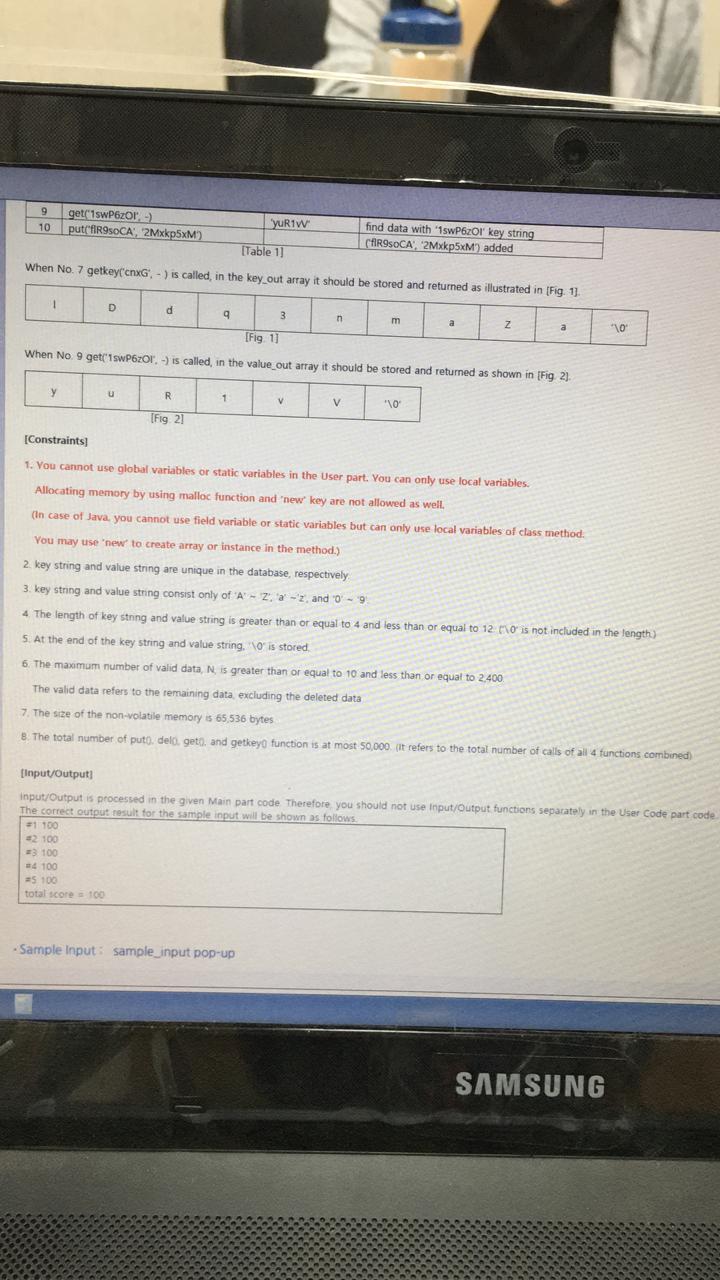 9 get('1swP6zOI', -) 'yuR1vV' find data with '1swP6zOI' key string
10 put('flR9soCA', '2Mxkp5xM') ('flR9soCA', '2Mxkp5xM') added
[Table 1]
When No. 7 getkey('cnxG', - ) is called, in the key_out array it should be stored and returned as illustrated in [Fig. 1].
l D d q 3 n m a Z a '\0'
[Fig. 1]
When No. 9 get('1swP6zOI', -) is called, in the value_out array it should be stored and returned as shown in [Fig. 2].
y u R 1 v V '\0'
[Fig. 2]
[Constraints]
1. You cannot use global variables or static variables in the User part. You can only use local variables.
Allocating memory by using malloc function and 'new' key are not allowed as well.
(In case of Java, you cannot use field variable or static variables but can only use local variables of class method.
You may use 'new' to create array or instance in the method.)
2. key string and value string are unique in the database, respectively.
3. key string and value string consist only of 'A' ~ 'Z', 'a' ~'z', and '0' ~ '9'.
4. The length of key string and value string is greater than or equal to 4 and less than or equal to 12. ('\0' is not included in the length.)
5. At the end of the key string and value string, '\0' is stored.
6. The maximum number of valid data, N, is greater than or equal to 10 and less than or equal to 2,400.
The valid data refers to the remaining data, excluding the deleted data
7. The size of the non-volatile memory is 65,536 bytes.
8. The total number of put(), del(), get(), and getkey() function is at most 50,000. (It refers to the total number of calls of all 4 functions combined)
[Input/Output]
Input/Output is processed in the given Main part code. Therefore, you should not use Input/Output functions separately in the User Code part code.
The correct output result for the sample input will be shown as follows.
#1 100
#2 100
#3 100
#4 100
#5 100
total score = 100
· Sample Input : sample_input pop-up
SAMSUNG